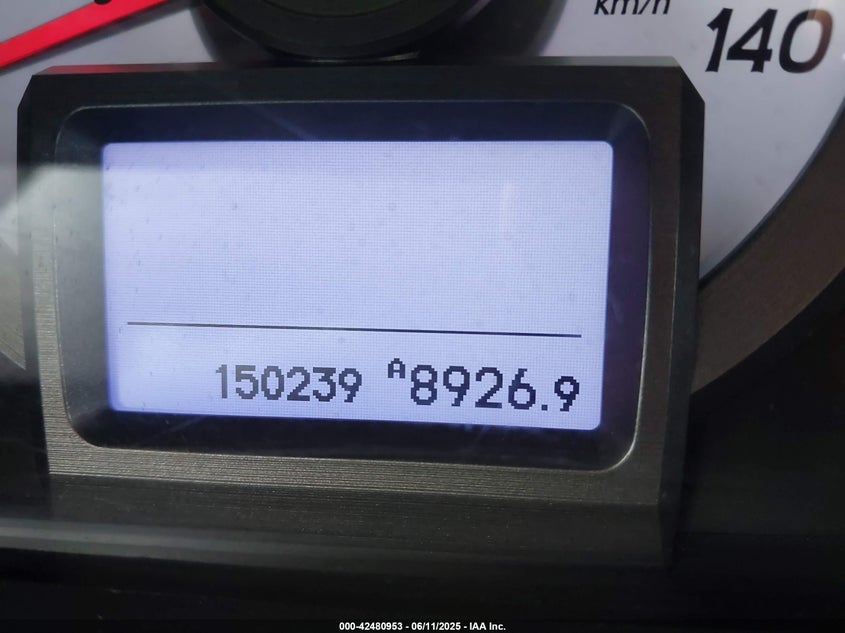 km/h
140
150239 A8926.9
000-42480953 - 06/11/2025 - IAA Inc.